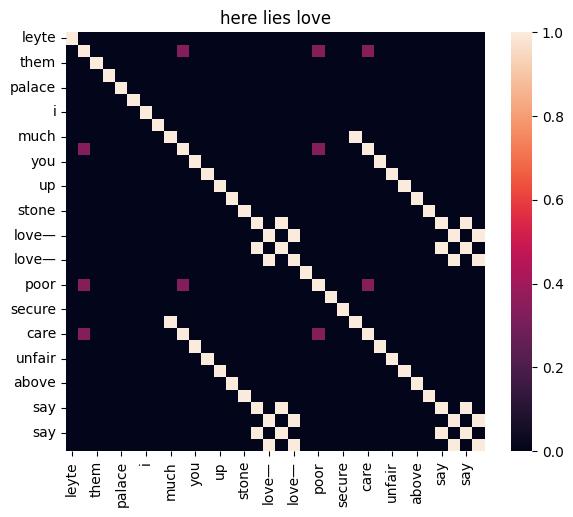 here lies love
leyte
them
palace
i
much
you
up
stone
love—
love—
poor
secure
care
unfair
above
say
say
1.0
0.8
0.6
0.4
0.2
0.0
leyte
them
palace
i
much
you
up
stone
love—
love—
poor
secure
care
unfair
above
say
say